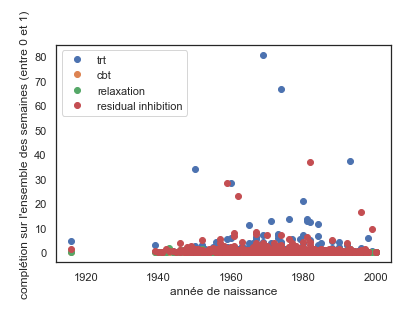 complétion sur l'ensemble des semaines (entre 0 et 1)
80
70
60
50
40
30
20
10
0
trt
cbt
relaxation
residual inhibition
1920
1940
1960
1980
2000
année de naissance